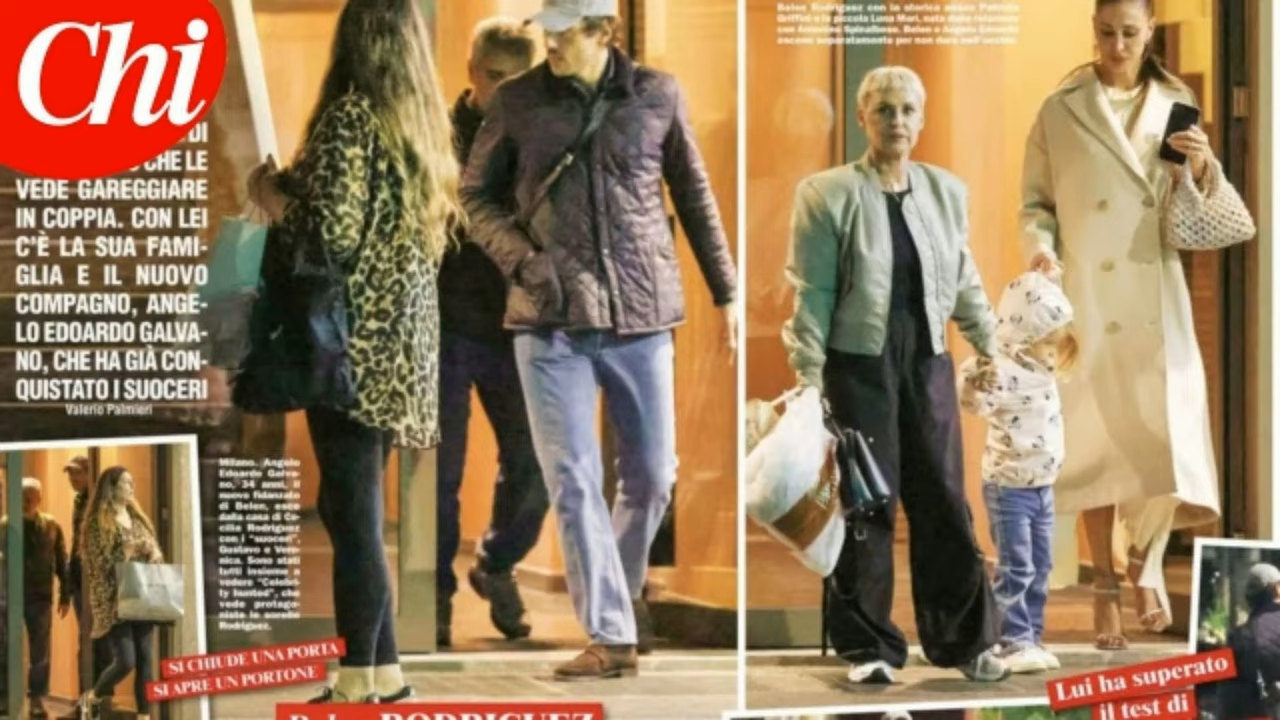 Chi
DI
CHE LE
VEDE GAREGGIARE
IN COPPIA. CON LEI
C'È LA SUA FAMI-
GLIA E IL NUOVO
COMPAGNO, ANGE-
LO EDOARDO GALVA-
NO, CHE HA GIÀ CON-
QUISTATO I SUOCERI
Valerio Palmieri
Milano. Angelo
Edoardo Galva-
no, 34 anni, il
nuovo fidanzato
di Belen, esce
dalla casa di Ce-
cilia Rodriguez
con i "suoceri",
Gustavo e Vero-
nica. Sono stati
tutti insieme a
vedere "Celebri-
ty hunted", che
vede protago-
niste le sorelle
Rodriguez.
SI CHIUDE UNA PORTA
SI APRE UN PORTONE
RODRIGUEZ
Belen Rodriguez con la storica amica Patrizia
Griffini e la piccola Luna Marì, nata dalla relazione
con Antonino Spinalbese. Belen e Angelo Edoardo
escono separatamente per non dare nell'occhio.
Lui ha superato
il test di